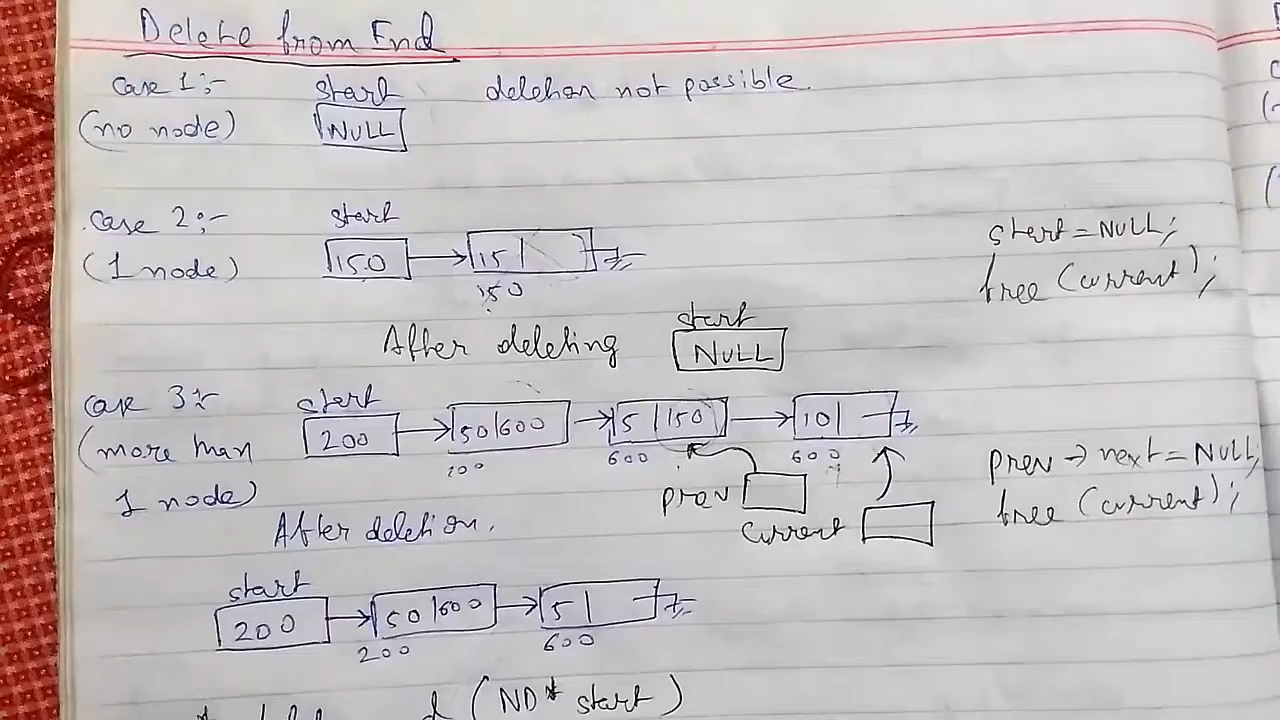 Delete from End
Case 1:- start deletion not possible.
(no node) NULL
Case 2:- start
start = NULL;
(1 node) 150 15
free (current);
150
start
After deleting NULL
case 3:- start
(more than 200 50 600 5 150 10
200 600 600
prev → next = NULL;
1 node) prev
free (current);
After deletion. Current
start
200 50 600 5
200 600
(ND* start)